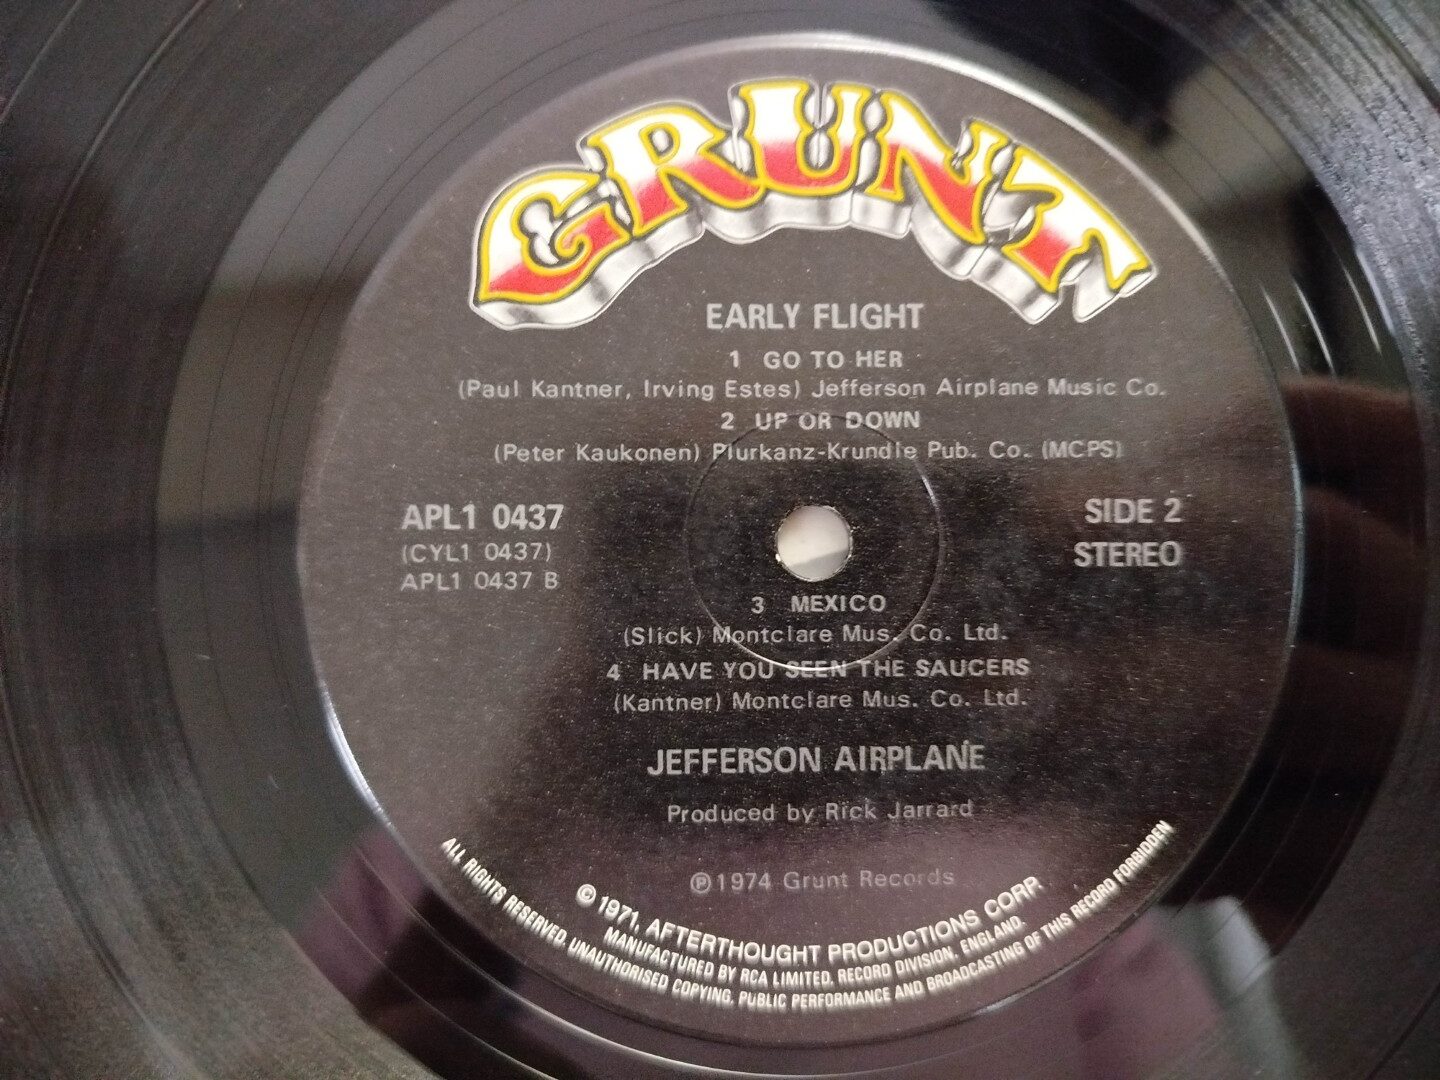 GRUNT
EARLY FLIGHT
1 GO TO HER
(Paul Kantner, Irving Estes) Jefferson Airplane Music Co.
2 UP OR DOWN
(Peter Kaukonen) Plurkanz-Krundle Pub. Co. (MCPS)
APL1 0437
(CYL1 0437)
APL1 0437 B
SIDE 2
STEREO
3 MEXICO
(Slick) Montclare Mus. Co. Ltd.
4 HAVE YOU SEEN THE SAUCERS
(Kantner) Montclare Mus. Co. Ltd.
JEFFERSON AIRPLANE
Produced by Rick Jarrard
℗1974 Grunt Records
© 1971, AFTERTHOUGHT PRODUCTIONS CORP.
MANUFACTURED BY RCA LIMITED, RECORD DIVISION, ENGLAND.
ALL RIGHTS RESERVED. UNAUTHORISED COPYING, PUBLIC PERFORMANCE AND BROADCASTING OF THIS RECORD FORBIDDEN